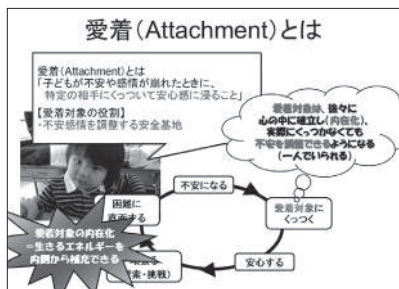 愛着(Attachment)とは
愛着(Attachment)とは
「子どもが不安や感情が崩れたときに、
特定の相手にくっついて安心感に浸ること」
【愛着対象の役割】
・不安感情を調整する安全基地
愛着対象は、徐々に
心の中に確立し(内在化)、
実際にくっつかなくても
不安を調整できるようになる
(一人でいられる)
不安になる
愛着対象に
くっつく
安心する
探索・挑戦)
困難に
直面する
愛着対象の内在化
=生きるエネルギーを
内側から補充できる